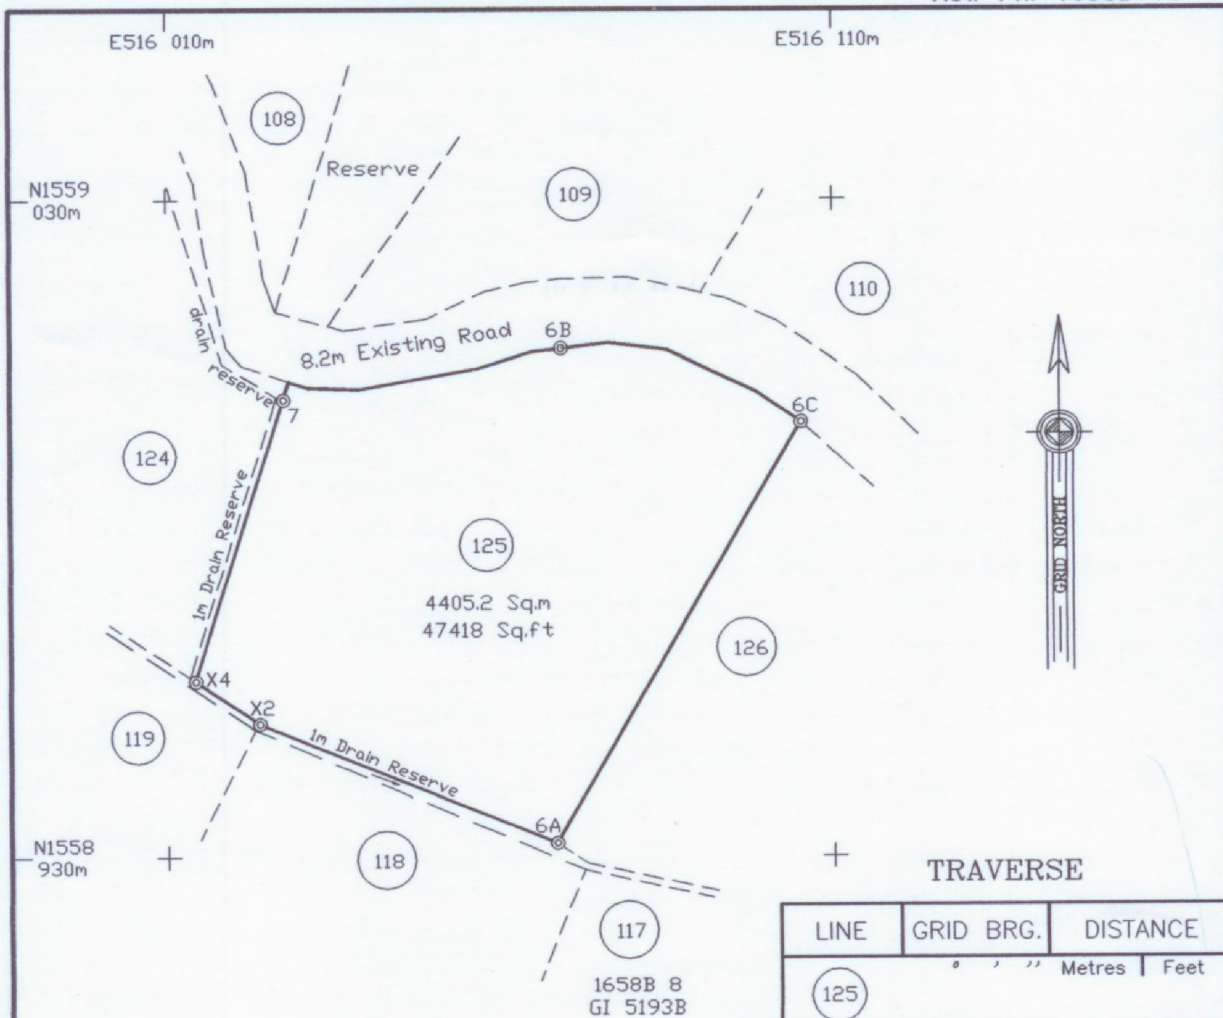 E516 010m
E516 110m
108
Reserve
N1559
030m
109
110
drain
reserve
8.2m Existing Road
6B
7
6C
124
1m Drain Reserve
125
4405.2 Sq.m
47418 Sq.ft
GRID NORTH
126
X4
X2
119
1m Drain Reserve
6A
N1558
930m
118
TRAVERSE
117
1658B 8
GI 5193B
LINE GRID BRG. DISTANCE
° ' " Metres Feet
125